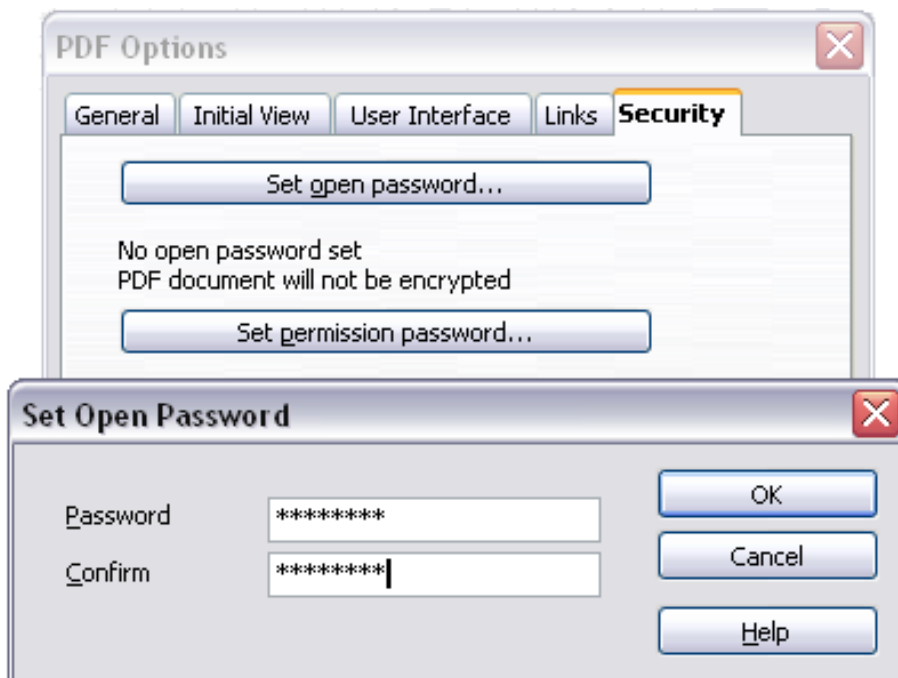 PDF Options
General Initial View User Interface Links Security
Set open password...
No open password set
PDF document will not be encrypted
Set permission password...
Set Open Password
Password ********
OK
Confirm ********
Cancel
Help